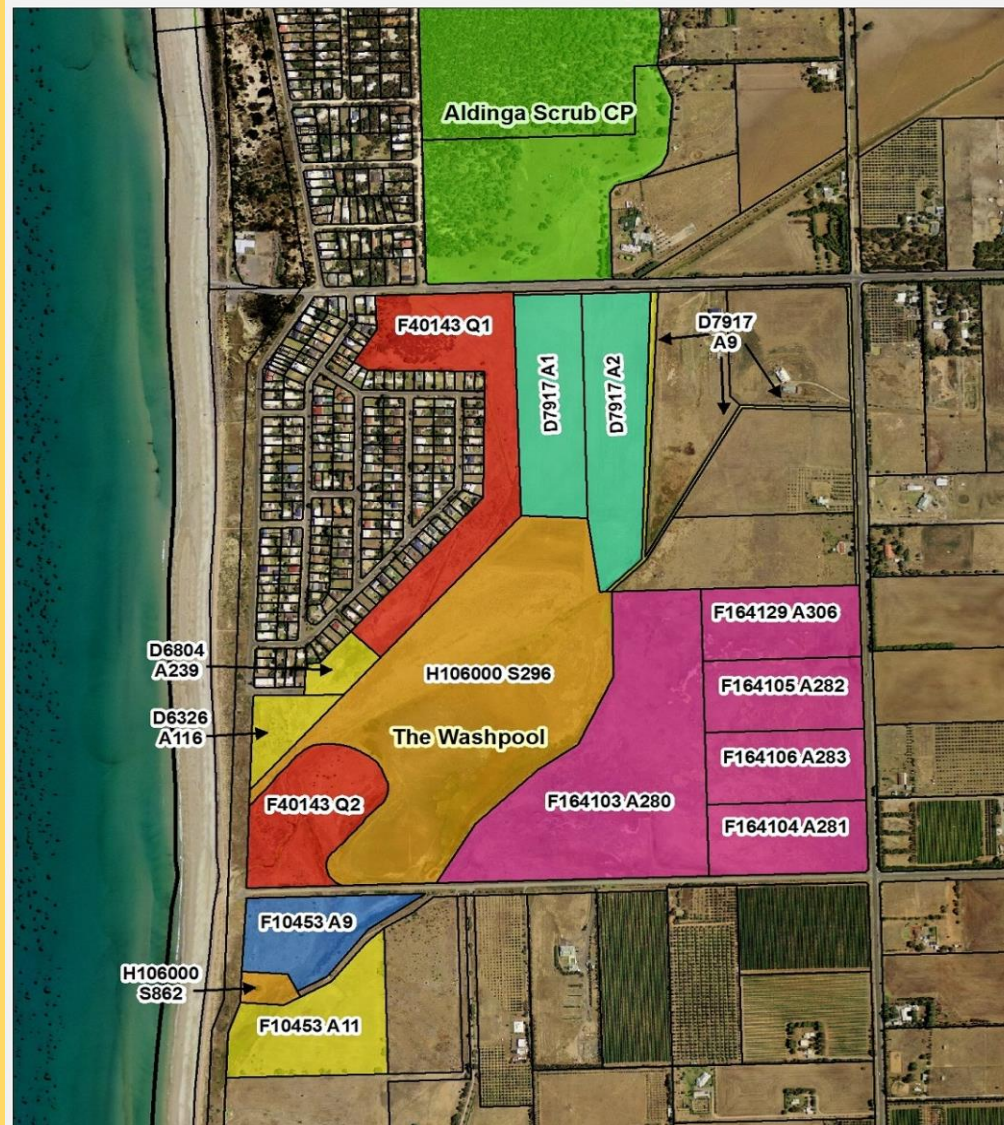 Aldinga Scrub CP
F40143 Q1
D7917
A9
D7917 A1
D7917 A2
F164129 A306
D6804
A239
H106000 S296
F164105 A282
D6326
A116
The Washpool
F164106 A283
F40143 Q2
F164103 A280
F164104 A281
F10453 A9
H106000
S862
F10453 A11